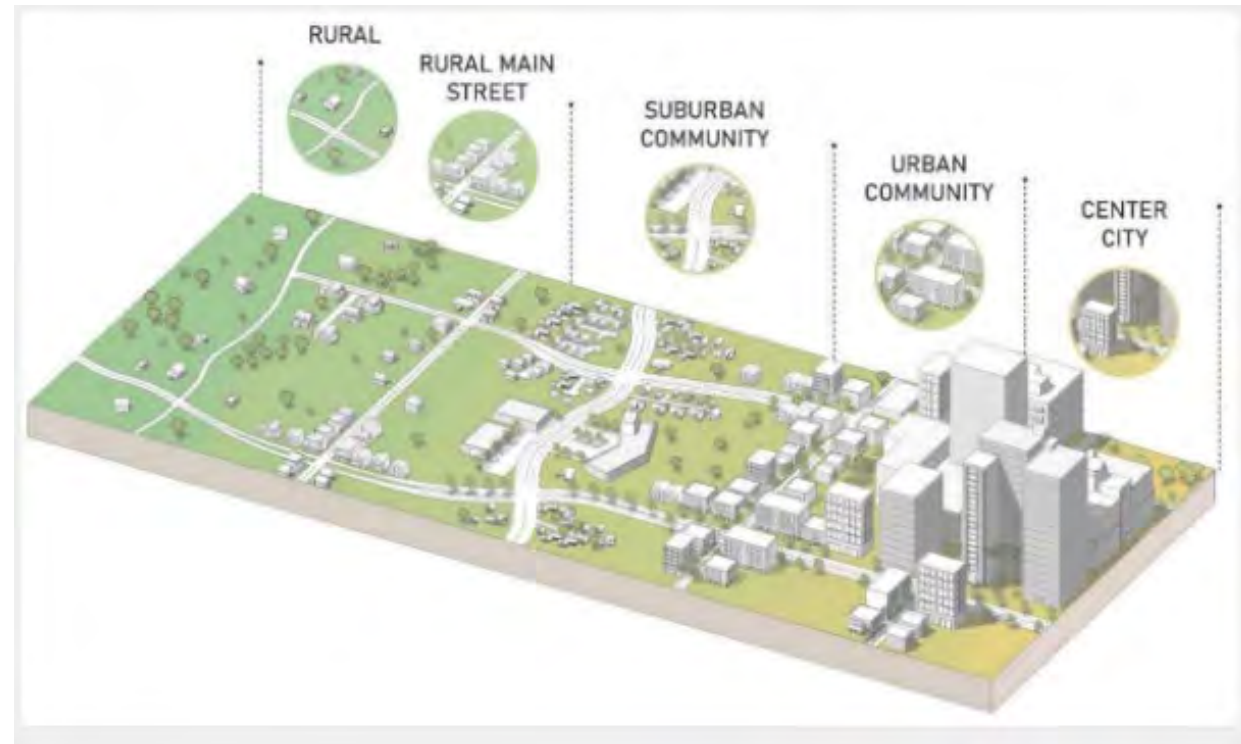 RURAL
RURAL MAIN
STREET
SUBURBAN
COMMUNITY
URBAN
COMMUNITY
CENTER
CITY